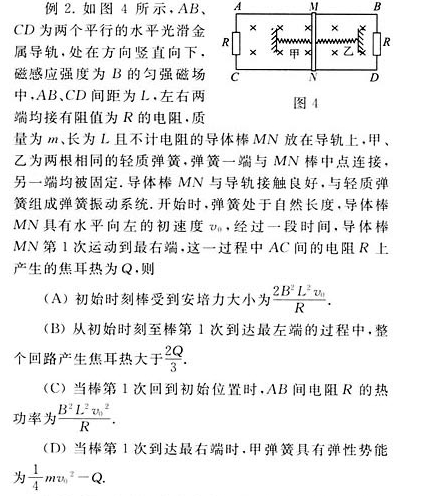 例 2. 如图 4 所示,AB、
CD 为两个平行的水平光滑金
属导轨,处在方向竖直向下,
磁感应强度为 B 的匀强磁场
中.AB、CD 间距为 L,左右两
端均接有阻值为 R 的电阻,质
量为 m、长为 L 且不计电阻的导体棒 MN 放在导轨上,甲、
乙为两根相同的轻质弹簧,弹簧一端与 MN 棒中点连接,
另一端均被固定.导体棒 MN 与导轨接触良好,与轻质弹
簧组成弹簧振动系统.开始时,弹簧处于自然长度,导体棒
MN 具有水平向左的初速度 v₀,经过一段时间,导体棒
MN 第 1 次运动到最右端,这一过程中 AC 间的电阻 R 上
产生的焦耳热为 Q,则
(A) 初始时刻棒受到安培力大小为 2B²L²v₀/R.
(B) 从初始时刻至棒第 1 次到达最左端的过程中,整
个回路产生焦耳热大于 2Q/3.
(C) 当棒第 1 次回到初始位置时,AB 间电阻 R 的热
功率为 B²L²v₀²/R.
(D) 当棒第 1 次到达最右端时,甲弹簧具有弹性势能
为 1/4 mv₀²-Q.
A M B
R 甲 乙 R
C N D
图 4